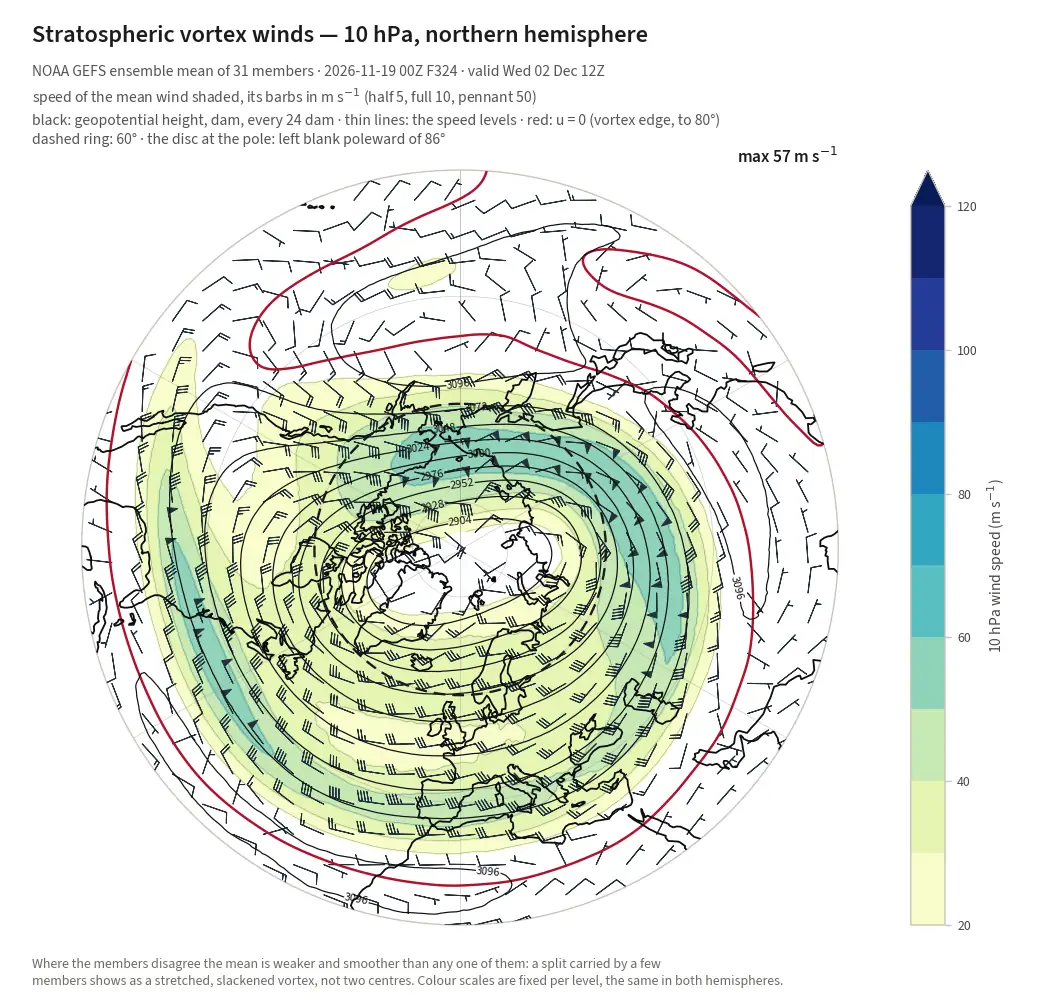 Stratospheric vortex winds — 10 hPa, northern hemisphere
NOAA GEFS ensemble mean of 31 members · 2026-11-19 00Z F324 · valid Wed 02 Dec 12Z
speed of the mean wind shaded, its barbs in m s⁻¹ (half 5, full 10, pennant 50)
black: geopotential height, dam, every 24 dam · thin lines: the speed levels · red: u = 0 (vortex edge, to 80°)
dashed ring: 60° · the disc at the pole: left blank poleward of 86°
max 57 m s⁻¹
120
100
80
60
40
20
10 hPa wind speed (m s⁻¹)
3096
3024
3000
2976
2952
2928
2904
3096
3096
3096
Where the members disagree the mean is weaker and smoother than any one of them: a split carried by a few
members shows as a stretched, slackened vortex, not two centres. Colour scales are fixed per level, the same in both hemispheres.